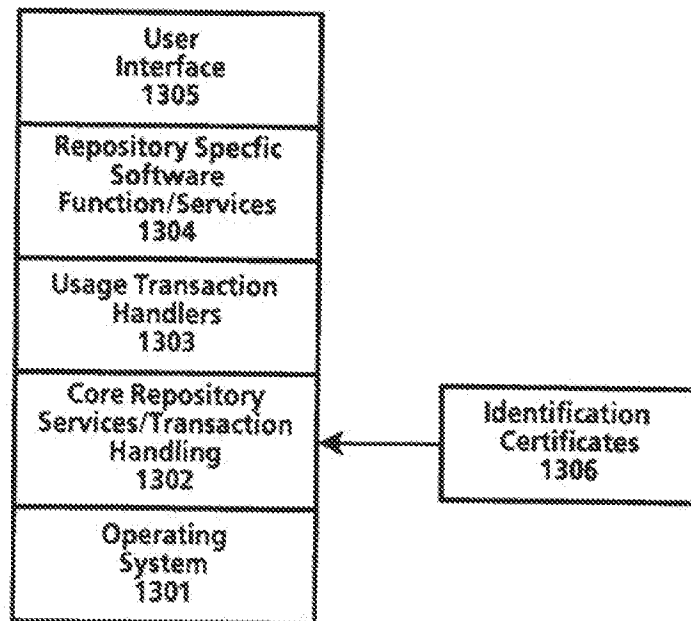 User
Interface
1305
Repository Specfic
Software
Function/Services
1304
Usage Transaction
Handlers
1303
Core Repository
Services/Transaction
Handling
1302
Identification
Certificates
1306
Operating
System
1301